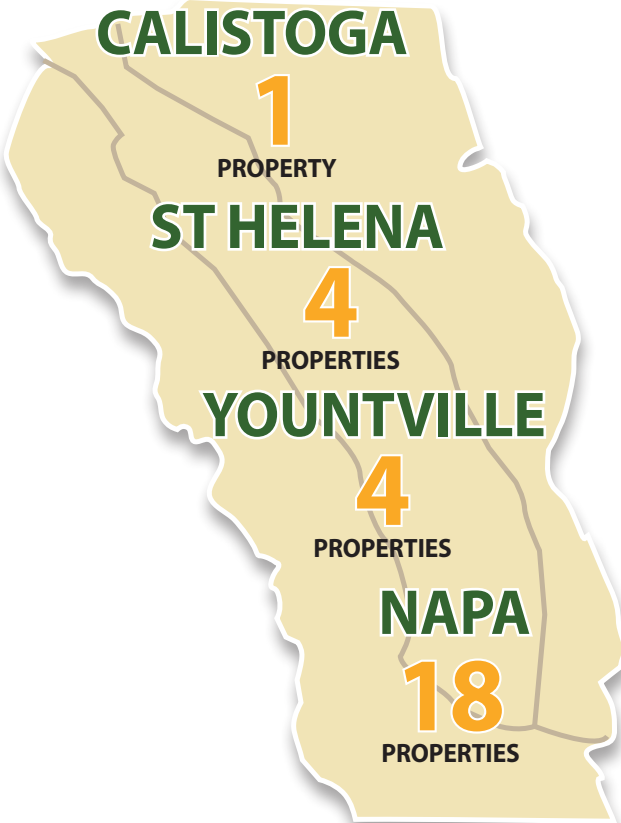 CALISTOGA
1
PROPERTY
ST HELENA
4
PROPERTIES
YOUNTVILLE
4
PROPERTIES
NAPA
18
PROPERTIES